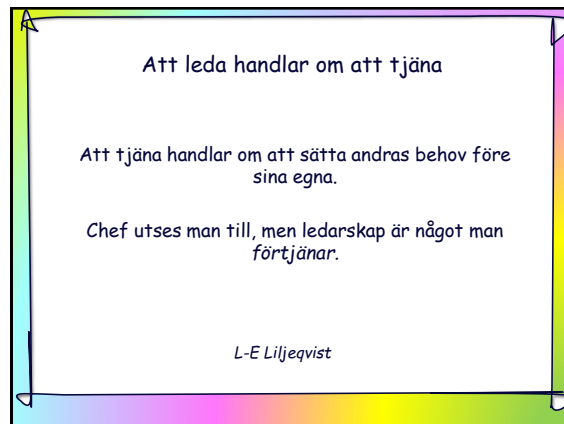 Att leda handlar om att tjäna
Att tjäna handlar om att sätta andras behov före
sina egna.
Chef utses man till, men ledarskap är något man
förtjänar.
L-E Liljeqvist